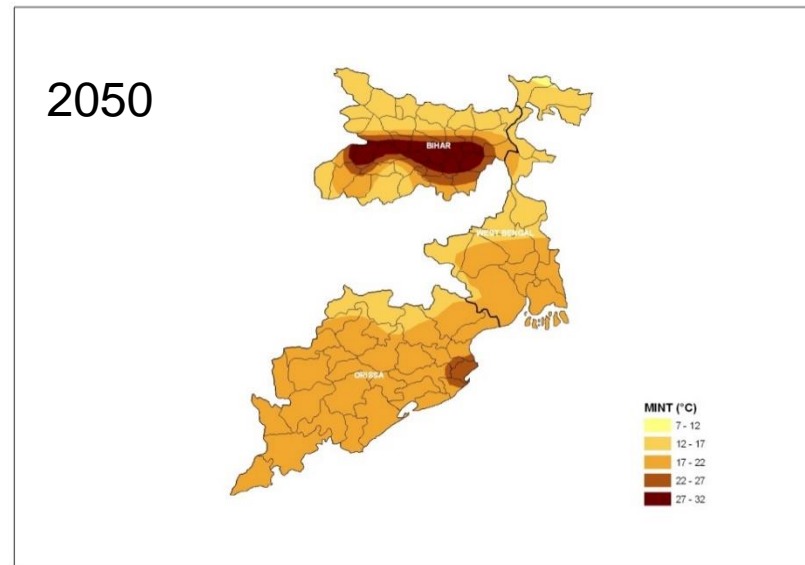 2050
BIHAR
WEST BENGAL
ORISSA
MINT (°C)
7 - 12
12 - 17
17 - 22
22 - 27
27 - 32